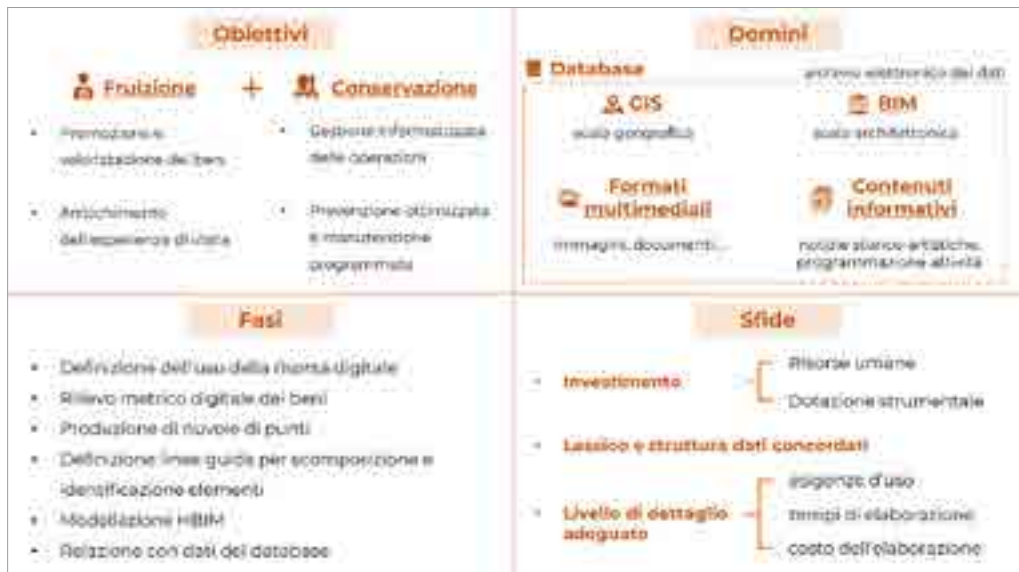 Obiettivi
Fruizione + Conservazione
• Promozione e
valorizzazione dei beni
• Arricchimento
dell'esperienza di visita
• Gestione informatizzata
delle operazioni
• Prevenzione ottimizzata
e manutenzione
programmata
Domini
Database
archivio elettronico dei dati
GIS
scala geografica
BIM
scala architettonica
Formati
multimediali
immagini, documenti...
Contenuti
informativi
notizie storico-artistiche,
programmazione attività
Fasi
• Definizione dell'uso della risorsa digitale
• Rilievo metrico digitale dei beni
• Produzione di nuvole di punti
• Definizione linee guida per scomposizione e
identificazione elementi
• Modellazione HBIM
• Relazione con dati del database
Sfide
• Investimento
Risorse umane
Dotazione strumentale
• Lessico e struttura dati concordati
• Livello di dettaglio
adeguato
esigenze d'uso
tempi di elaborazione
costo dell'elaborazione